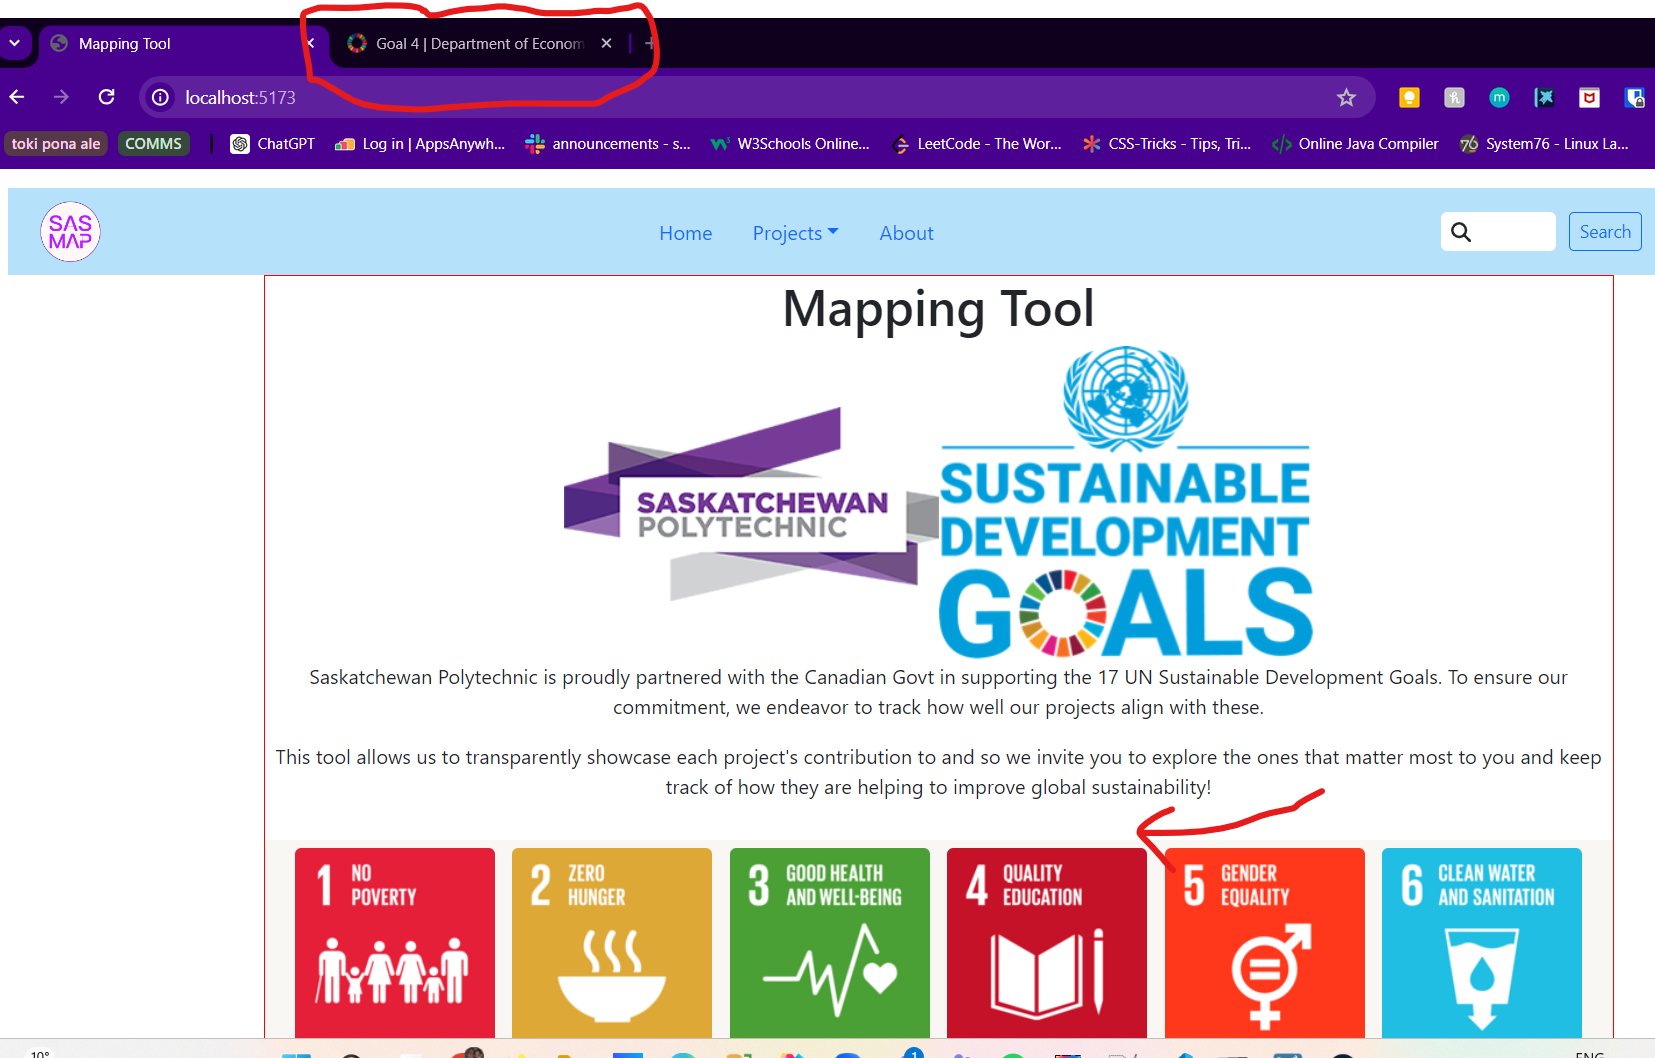 Mapping Tool
Goal 4 | Department of Econom
localhost:5173
toki pona ale
COMMS
ChatGPT
Log in | AppsAnywh...
announcements - s...
W3Schools Online...
LeetCode - The Wor...
CSS-Tricks - Tips, Tri...
Online Java Compiler
System76 - Linux La...
SAS
MAP
Home
Projects
About
Search
Mapping Tool
SASKATCHEWAN
POLYTECHNIC
SUSTAINABLE
DEVELOPMENT
GOALS
Saskatchewan Polytechnic is proudly partnered with the Canadian Govt in supporting the 17 UN Sustainable Development Goals. To ensure our
commitment, we endeavor to track how well our projects align with these.
This tool allows us to transparently showcase each project's contribution to and so we invite you to explore the ones that matter most to you and keep
track of how they are helping to improve global sustainability!
1 NO
POVERTY
2 ZERO
HUNGER
3 GOOD HEALTH
AND WELL-BEING
4 QUALITY
EDUCATION
5 GENDER
EQUALITY
6 CLEAN WATER
AND SANITATION
10°
1
ENG